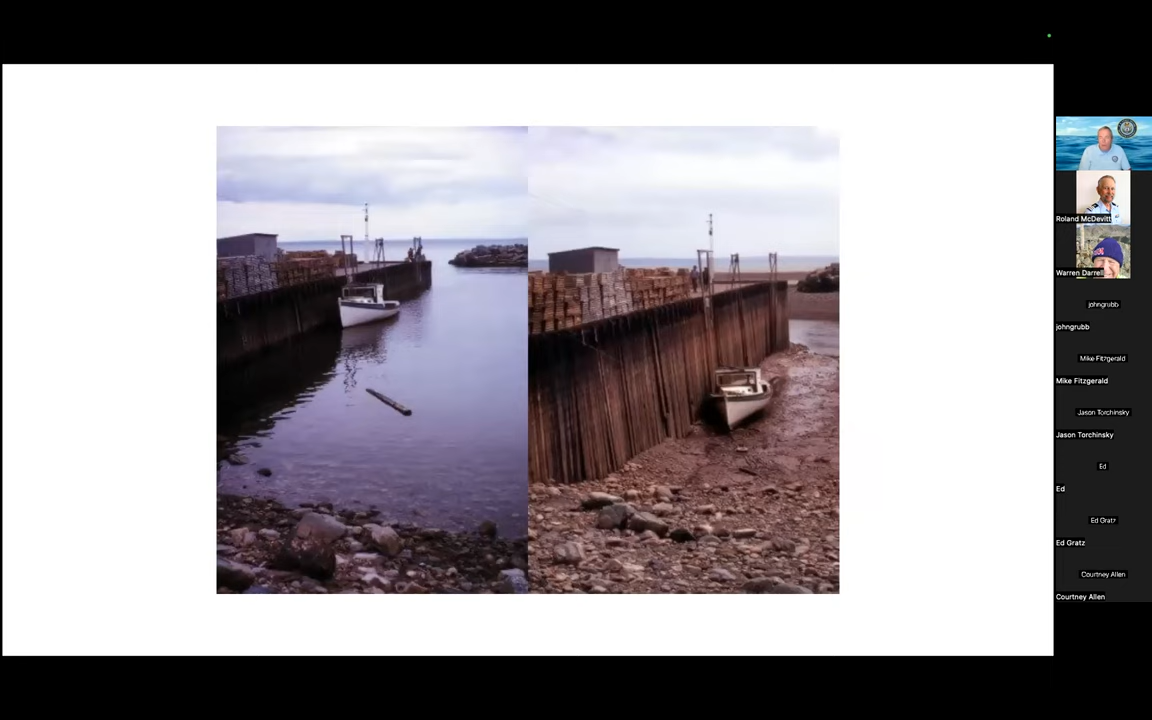 Roland McDevitt
Warren Darrell
johngrubb
johngrubb
Mike Fitzgerald
Mike Fitzgerald
Jason Torchinsky
Jason Torchinsky
Ed
Ed
Ed Gratz
Ed Gratz
Courtney Allen
Courtney Allen